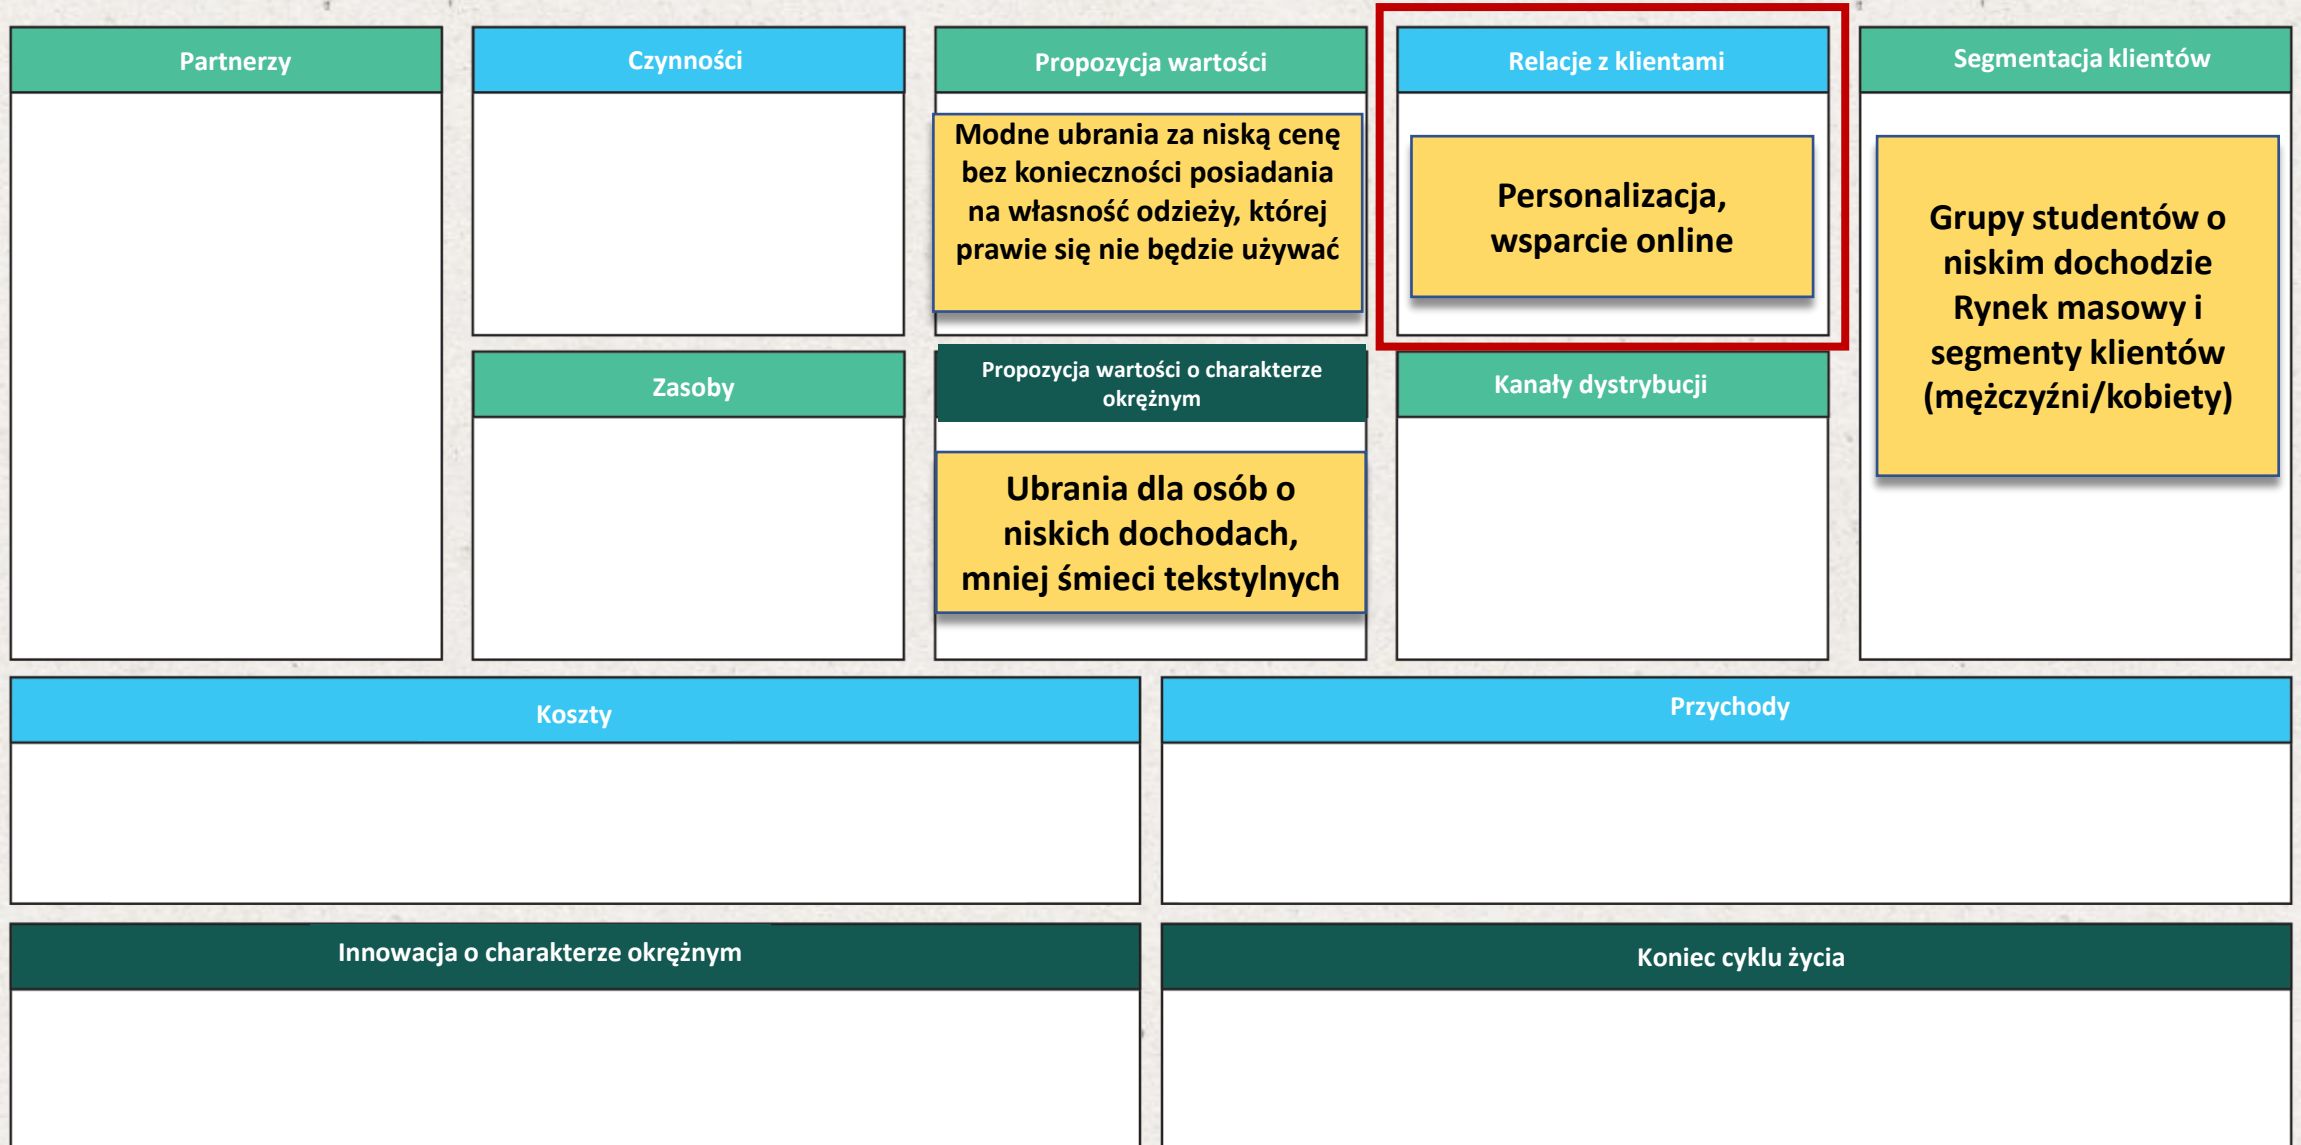 Partnerzy
Czynności
Propozycja wartości
Modne ubrania za niską cenę
bez konieczności posiadania
na własność odzieży, której
prawie się nie będzie używać
Relacje z klientami
Personalizacja,
wsparcie online
Segmentacja klientów
Grupy studentów o
niskim dochodzie
Rynek masowy i
segmenty klientów
(mężczyźni/kobiety)
Zasoby
Propozycja wartości o charakterze
okrężnym
Ubrania dla osób o
niskich dochodach,
mniej śmieci tekstylnych
Kanały dystrybucji
Koszty
Przychody
Innowacja o charakterze okrężnym
Koniec cyklu życia